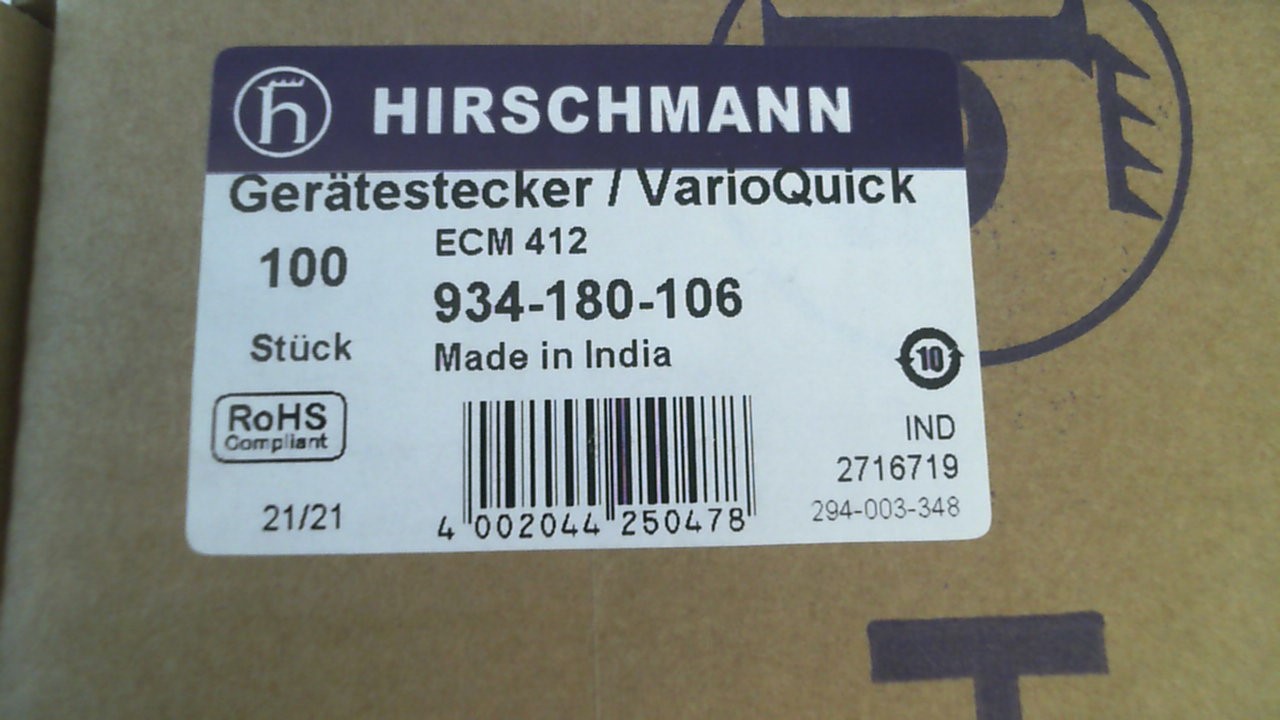 HIRSCHMANN
Gerätestecker / VarioQuick
100
ECM 412
934-180-106
Stück
Made in India
10
RoHS
Compliant
IND
2716719
21/21
4 002044 250478
294-003-348